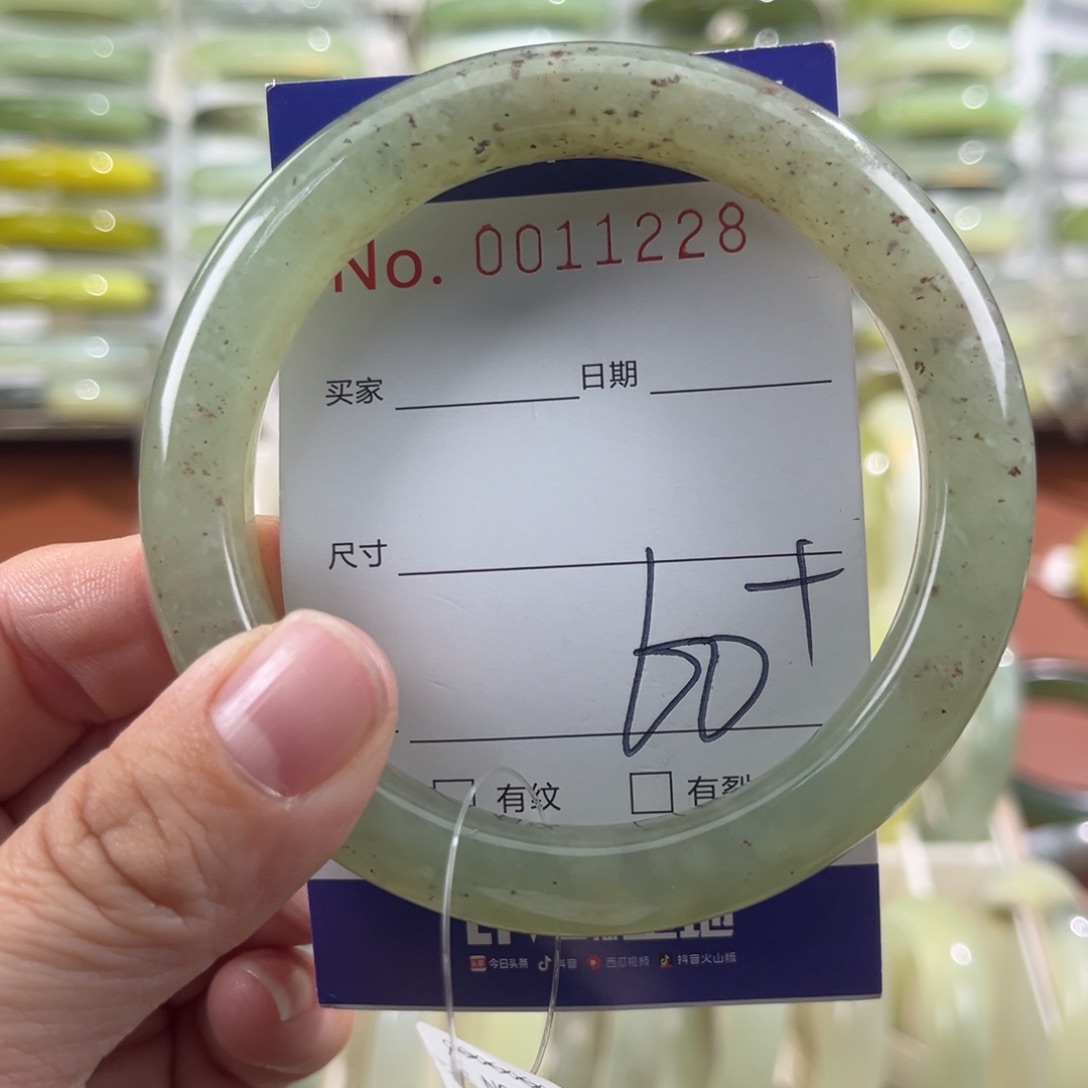 No. 0011228
买家 日期
尺寸
60+
有纹 有裂
今日头条 抖音 西瓜视频 抖音火山版